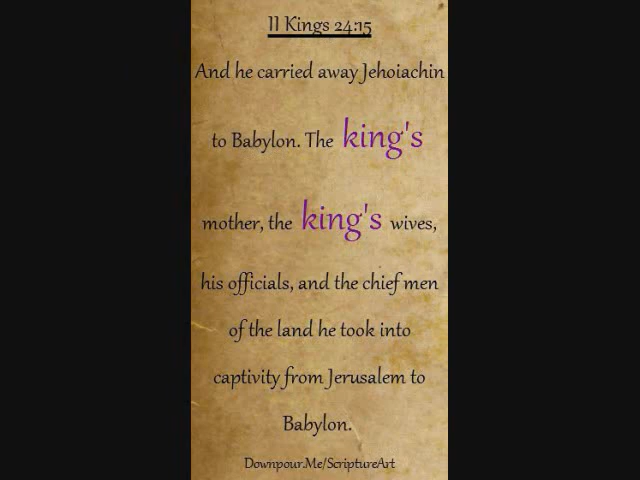 II Kings 24:15
And he carried away Jehoiachin
to Babylon. The king's
mother, the king's wives,
his officials, and the chief men
of the land he took into
captivity from Jerusalem to
Babylon.
Downpour.Me/ScriptureArt